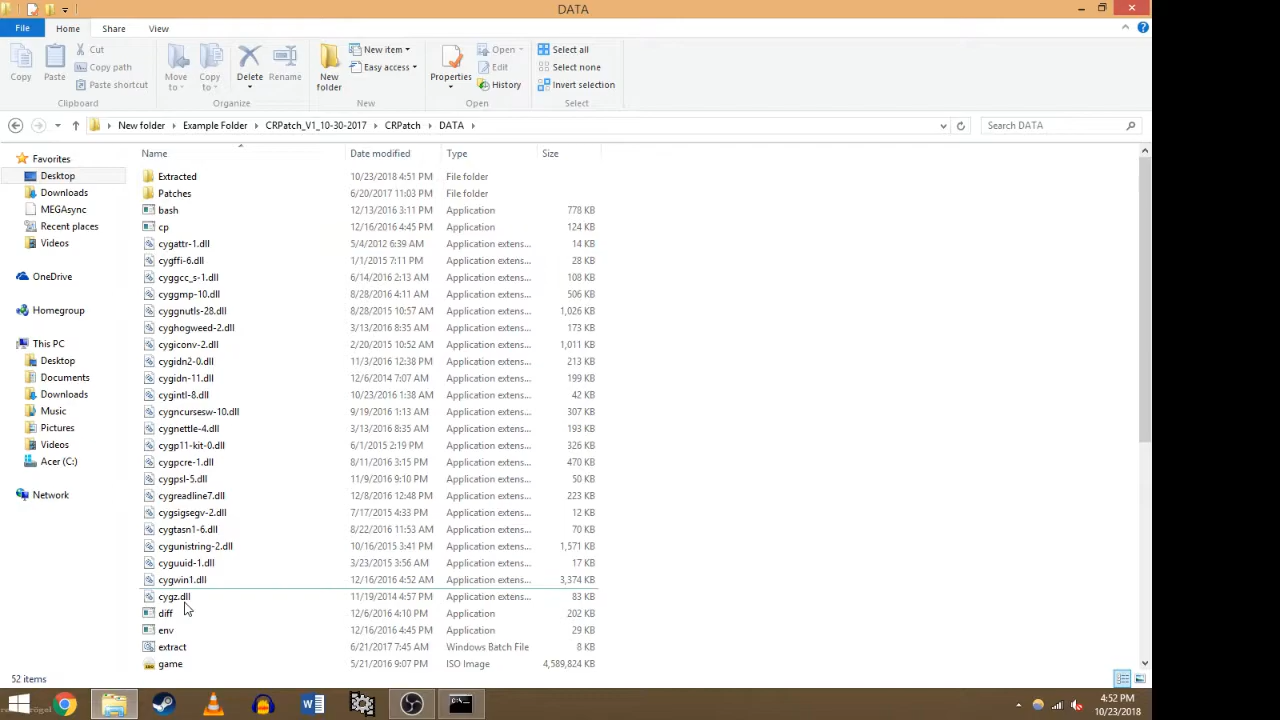 DATA
File Home Share View
Copy Paste Cut Copy path Paste shortcut Move to Copy to Delete Rename New folder New item Easy access Properties Open Edit History Select all Select none Invert selection
Clipboard Organize New Open Select
New folder Example Folder CRPatch_V1_10-30-2017 CRPatch DATA Search DATA
Name Date modified Type Size
Favorites
Desktop
Downloads
MEGAsync
Recent places
Videos
OneDrive
Homegroup
This PC
Desktop
Documents
Downloads
Music
Pictures
Videos
Acer (C:)
Network
Extracted 10/23/2018 4:51 PM File folder
Patches 6/20/2017 11:03 PM File folder
bash 12/13/2016 3:11 PM Application 778 KB
cp 12/16/2016 4:45 PM Application 124 KB
cygattr-1.dll 5/4/2012 6:39 AM Application extens... 14 KB
cygffi-6.dll 1/1/2015 7:11 PM Application extens... 28 KB
cyggcc_s-1.dll 6/14/2016 2:13 AM Application extens... 108 KB
cyggmp-10.dll 8/28/2016 4:11 AM Application extens... 506 KB
cyggnutls-28.dll 8/28/2015 10:57 AM Application extens... 1,026 KB
cyghogweed-2.dll 3/13/2016 8:35 AM Application extens... 173 KB
cygiconv-2.dll 2/20/2015 10:52 AM Application extens... 1,011 KB
cygidn2-0.dll 11/3/2016 12:38 PM Application extens... 213 KB
cygidn-11.dll 12/6/2014 7:07 AM Application extens... 199 KB
cygintl-8.dll 10/23/2016 1:38 AM Application extens... 42 KB
cygncursesw-10.dll 9/19/2016 1:13 AM Application extens... 307 KB
cygnettle-4.dll 3/13/2016 8:35 AM Application extens... 193 KB
cygp11-kit-0.dll 6/1/2015 2:19 PM Application extens... 326 KB
cygpcre-1.dll 8/11/2016 3:15 PM Application extens... 470 KB
cygpsl-5.dll 11/9/2016 9:10 PM Application extens... 50 KB
cygreadline7.dll 12/8/2016 12:48 PM Application extens... 223 KB
cygsigsegv-2.dll 7/17/2015 4:33 PM Application extens... 12 KB
cygtasn1-6.dll 8/22/2016 11:53 AM Application extens... 70 KB
cygunistring-2.dll 10/16/2015 3:41 PM Application extens... 1,571 KB
cyguuid-1.dll 3/23/2015 3:56 AM Application extens... 17 KB
cygwin1.dll 12/16/2016 4:52 AM Application extens... 3,374 KB
cygz.dll 11/19/2014 4:57 PM Application extens... 83 KB
diff 12/6/2016 4:10 PM Application 202 KB
env 12/16/2016 4:45 PM Application 29 KB
extract 6/21/2017 7:45 AM Windows Batch File 8 KB
game 5/21/2016 9:07 PM ISO Image 4,589,824 KB
52 items
4:52 PM
10/23/2018